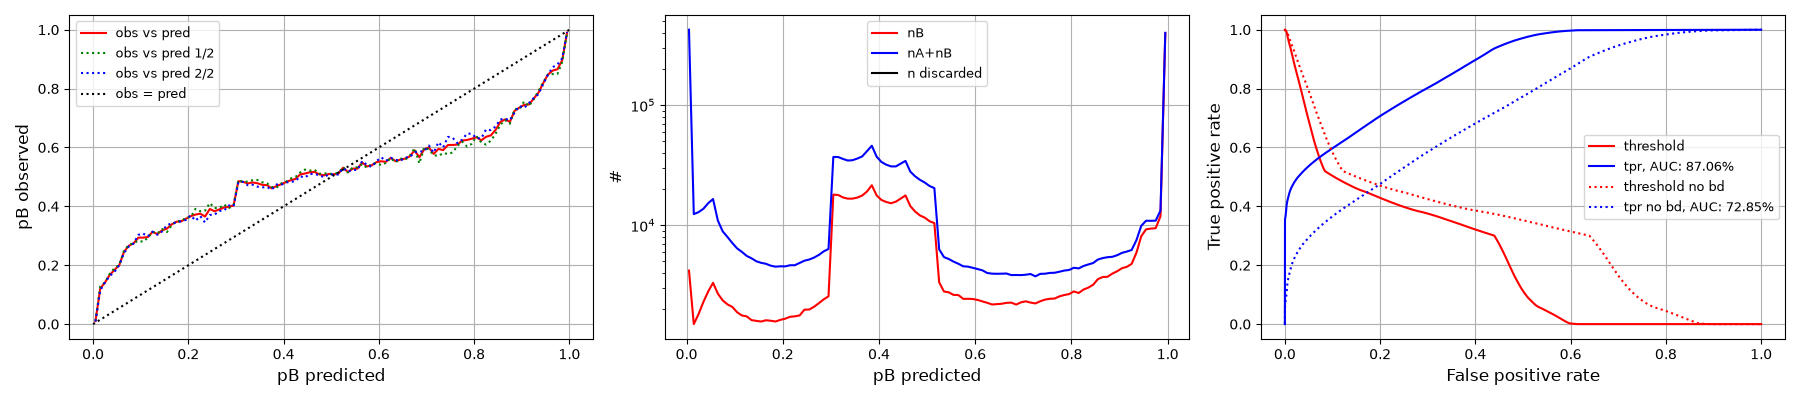 1.0
0.8
0.6
0.4
0.2
0.0
pB observed
obs vs pred
obs vs pred 1/2
obs vs pred 2/2
obs = pred
0.0 0.2 0.4 0.6 0.8 1.0
pB predicted
10⁵
10⁴
#
nB
nA+nB
n discarded
0.0 0.2 0.4 0.6 0.8 1.0
pB predicted
1.0
0.8
0.6
0.4
0.2
0.0
True positive rate
threshold
tpr, AUC: 87.06%
threshold no bd
tpr no bd, AUC: 72.85%
0.0 0.2 0.4 0.6 0.8 1.0
False positive rate